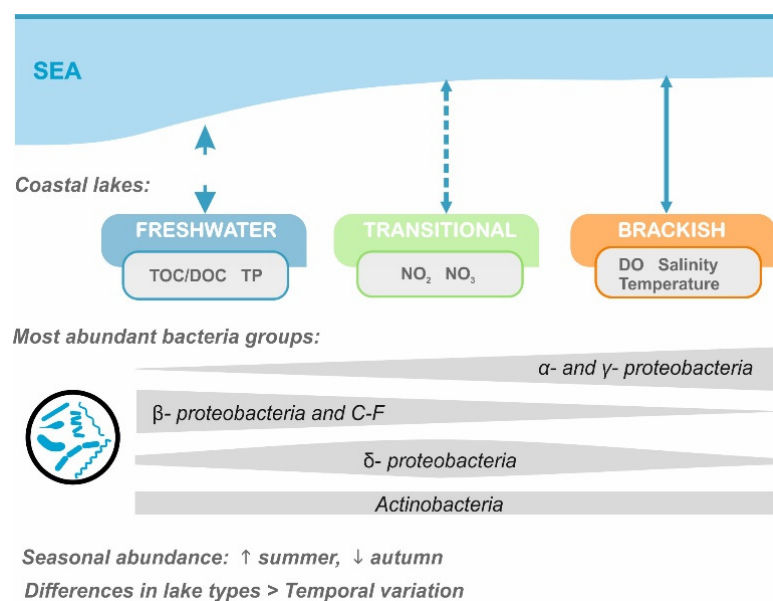 SEA
Coastal lakes:
FRESHWATER TRANSITIONAL BRACKISH
TOC/DOC TP NO₂ NO₃ DO Salinity
Temperature
Most abundant bacteria groups:
α- and γ- proteobacteria
β- proteobacteria and C-F
δ- proteobacteria
Actinobacteria
Seasonal abundance: ↑ summer, ↓ autumn
Differences in lake types > Temporal variation